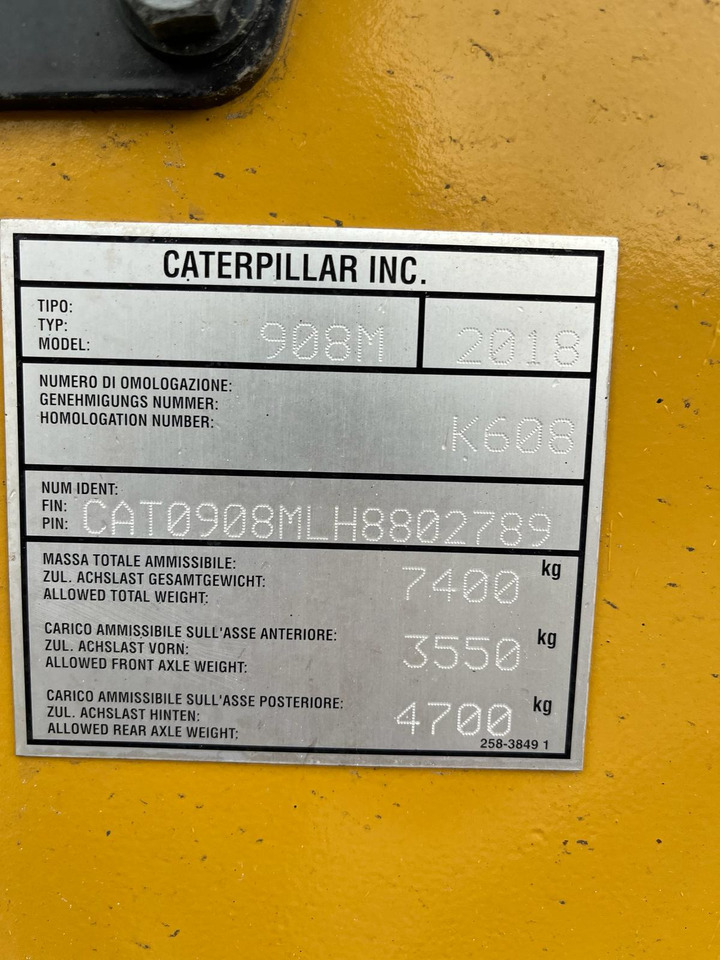 CATERPILLAR INC.
TIPO:
TYP:
MODEL: 908M 2018
NUMERO DI OMOLOGAZIONE:
GENEHMIGUNGS NUMMER:
HOMOLOGATION NUMBER: K608
NUM IDENT:
FIN:
PIN: CAT0908MLH8802789
MASSA TOTALE AMMISSIBILE:
ZUL. ACHSLAST GESAMTGEWICHT: 7400 kg
ALLOWED TOTAL WEIGHT:
CARICO AMMISSIBILE SULL'ASSE ANTERIORE:
ZUL. ACHSLAST VORN: 3550 kg
ALLOWED FRONT AXLE WEIGHT:
CARICO AMMISSIBILE SULL'ASSE POSTERIORE:
ZUL. ACHSLAST HINTEN: 4700 kg
ALLOWED REAR AXLE WEIGHT:
258-3849 1